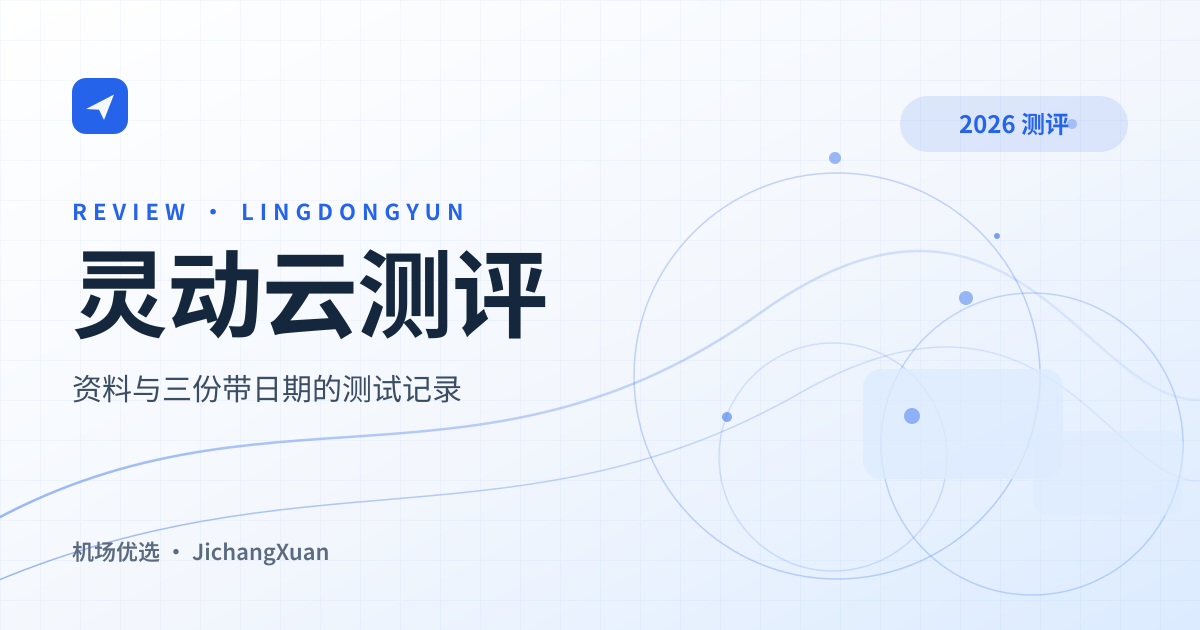 2026 测评
REVIEW • LINGDONGYUN
灵动云测评
资料与三份带日期的测试记录
机场优选 • JichangXuan